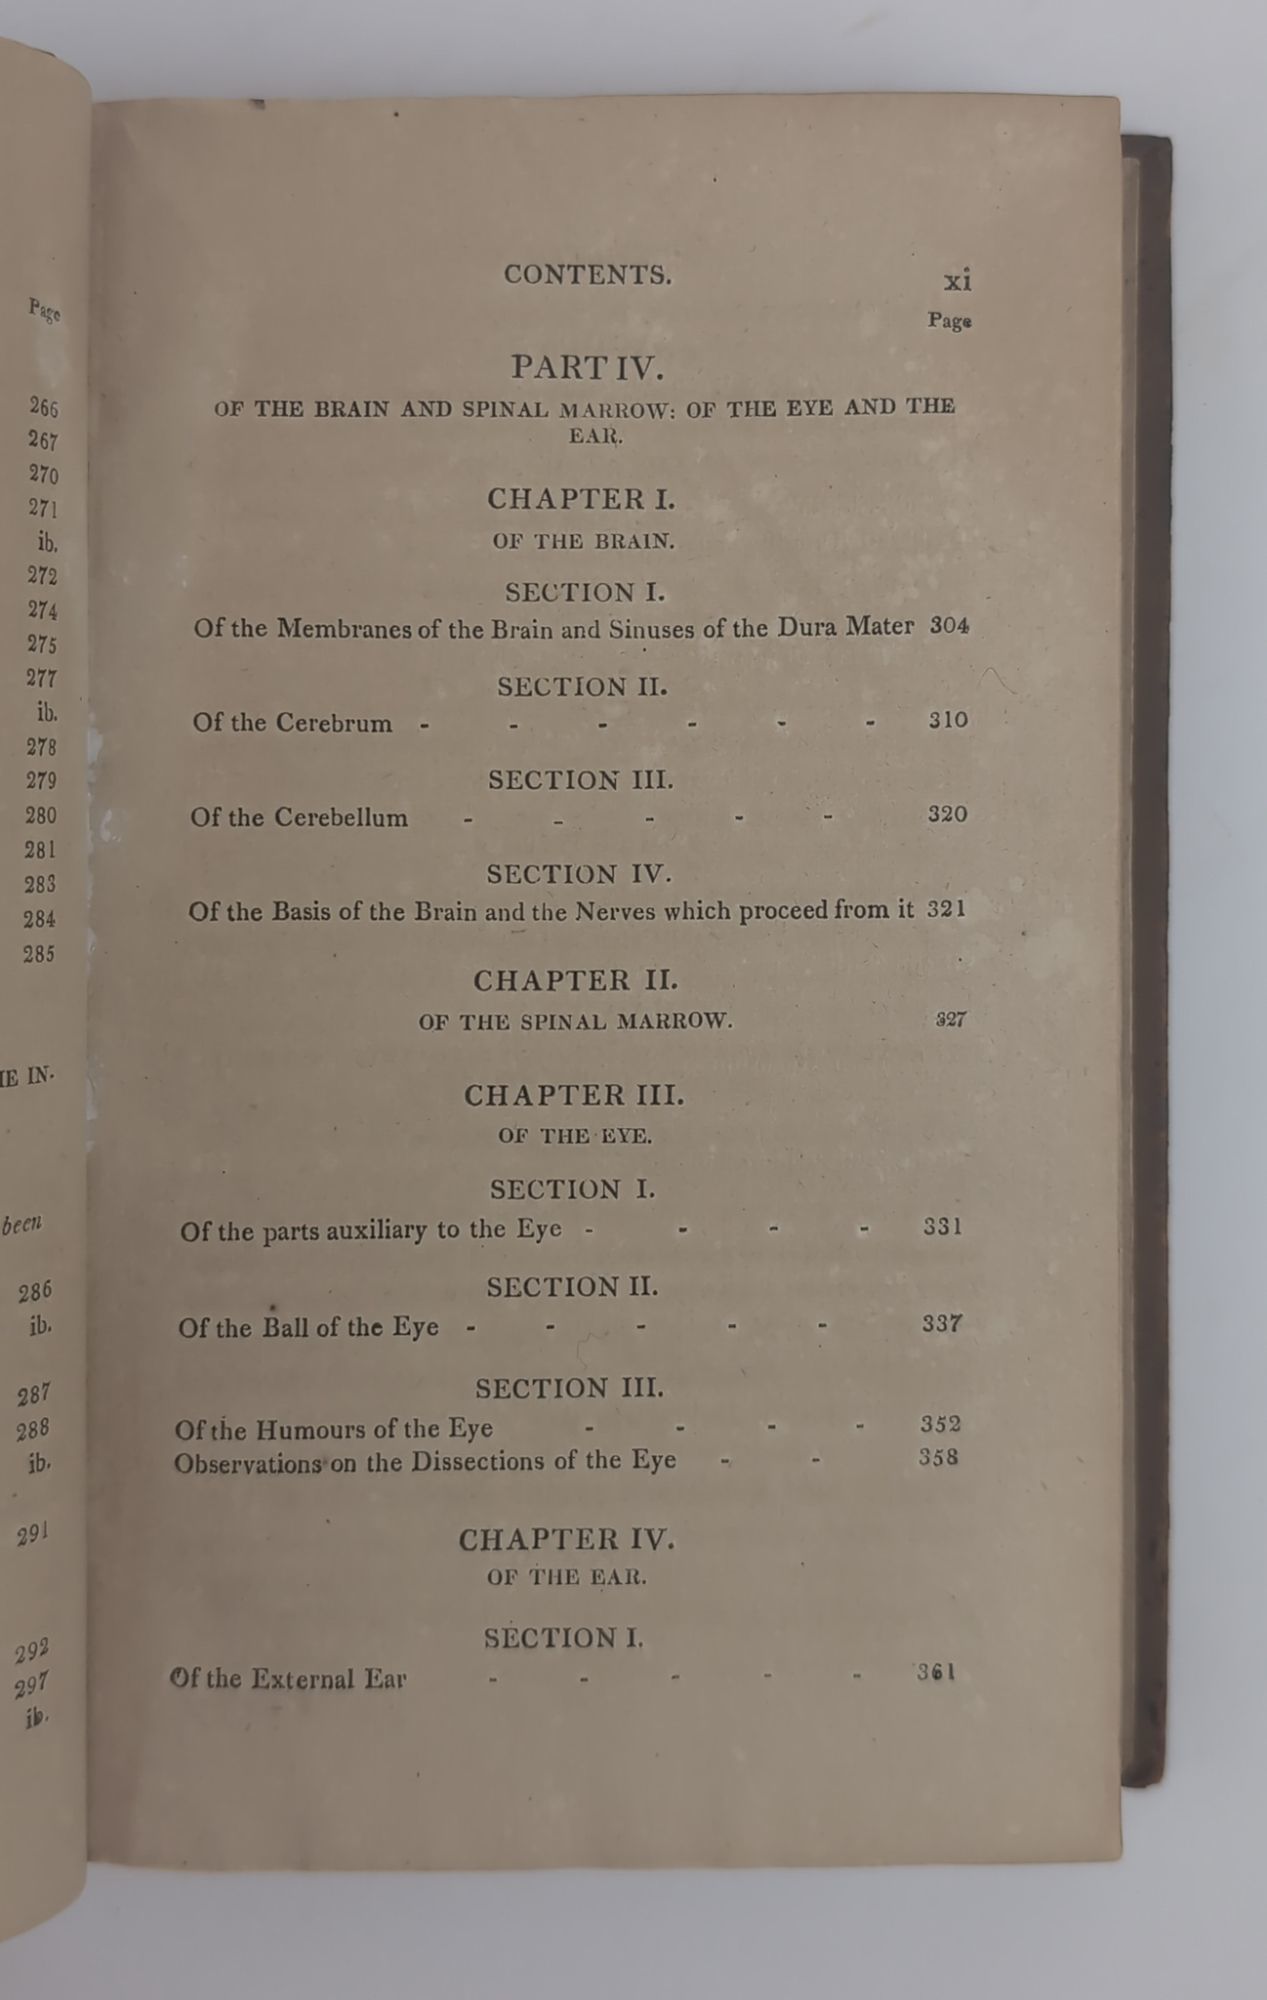 Page
266
267
270
271
ib.
272
274
275
277
ib.
278
279
280
281
283
284
285
IE IN-
been
286
ib.
287
288
ib.
291
292
297
ib.
CONTENTS. xi
Page
PART IV.
OF THE BRAIN AND SPINAL MARROW: OF THE EYE AND THE
EAR.
CHAPTER I.
OF THE BRAIN.
SECTION I.
Of the Membranes of the Brain and Sinuses of the Dura Mater 304
SECTION II.
Of the Cerebrum - - - - - - 310
SECTION III.
Of the Cerebellum - - - - - 320
SECTION IV.
Of the Basis of the Brain and the Nerves which proceed from it 321
CHAPTER II.
OF THE SPINAL MARROW. 327
CHAPTER III.
OF THE EYE.
SECTION I.
Of the parts auxiliary to the Eye - - - - 331
SECTION II.
Of the Ball of the Eye - - - - - 337
SECTION III.
Of the Humours of the Eye - - - - 352
Observations on the Dissections of the Eye - - 358
CHAPTER IV.
OF THE EAR.
SECTION I.
Of the External Ear - - - - - 361